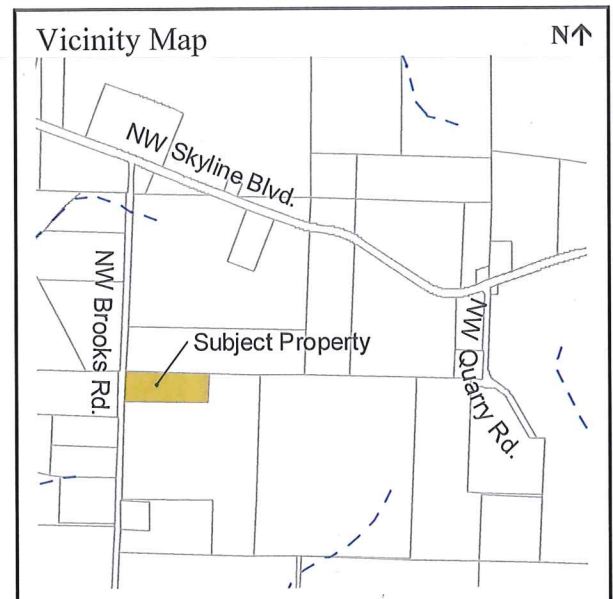 Vicinity Map
N↑
NW Skyline Blvd.
NW Brooks Rd.
Subject Property
NW Quarry Rd.